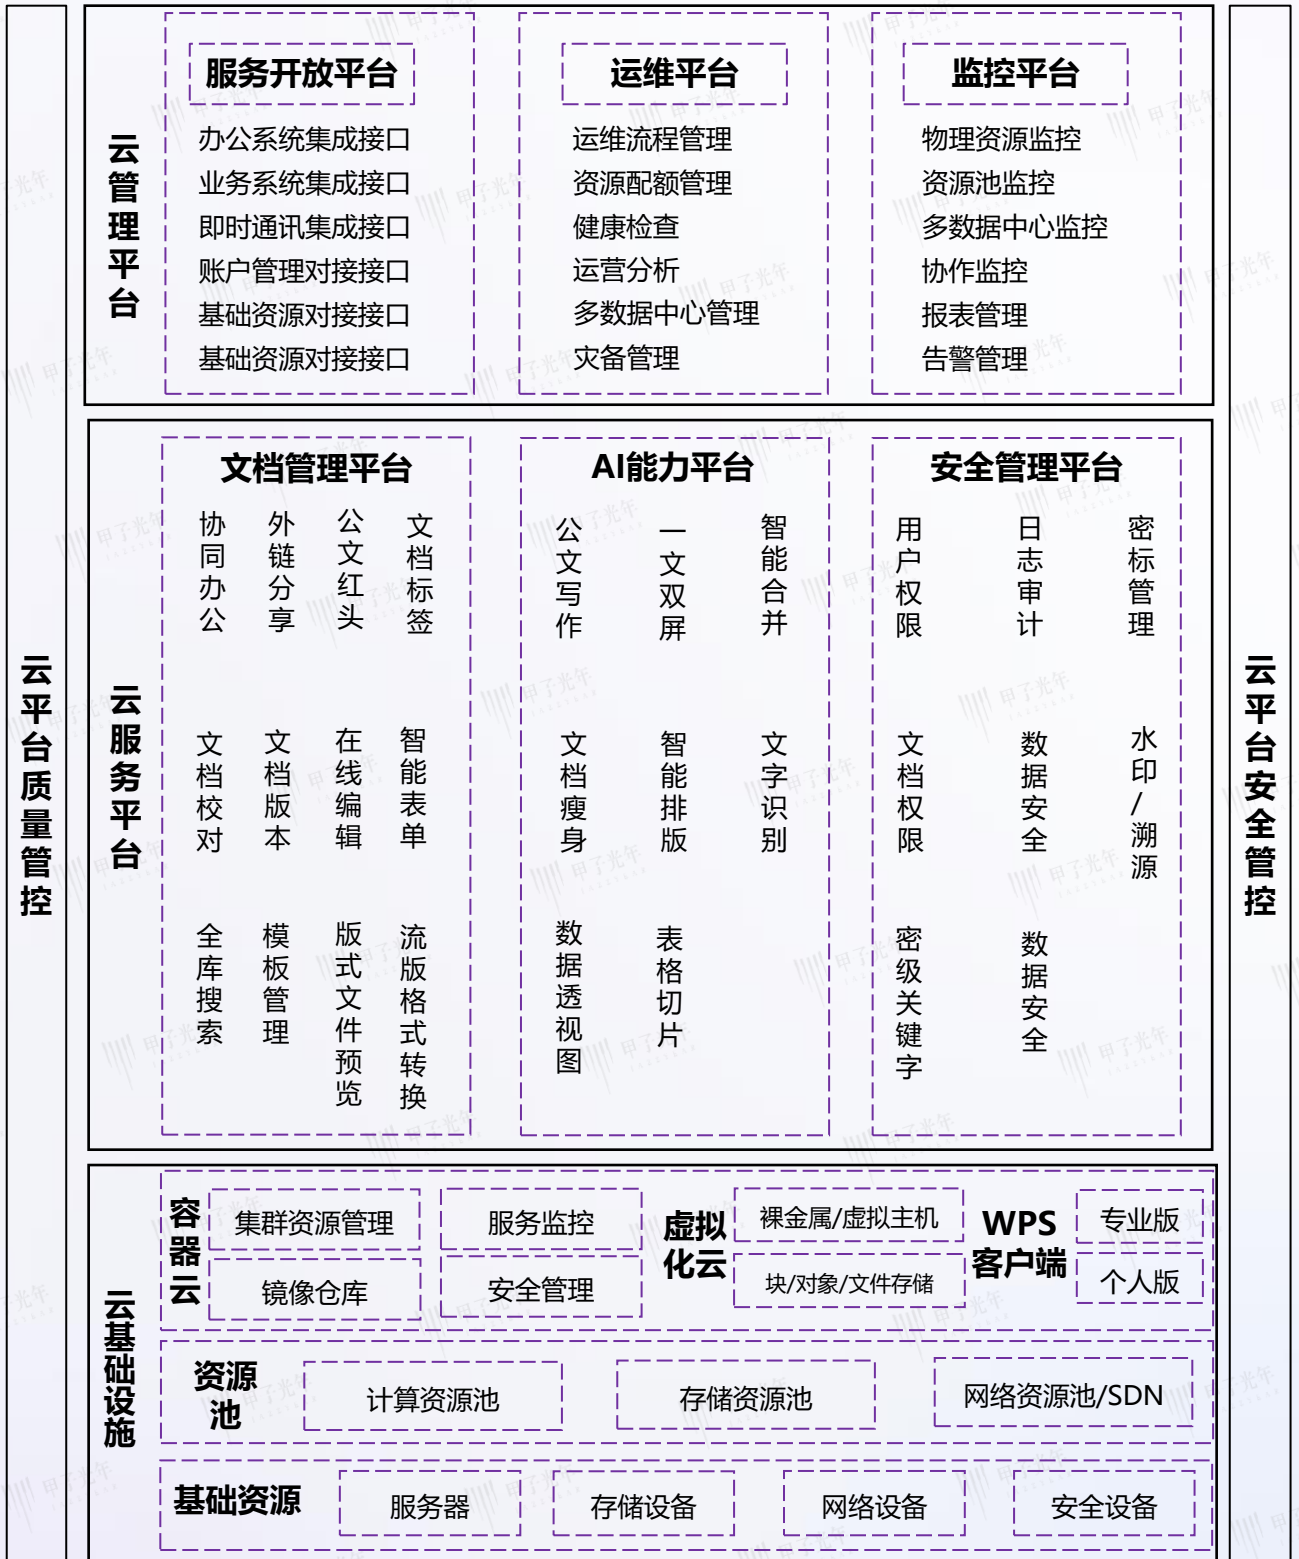 云平台质量管控
云管理平台
服务开放平台
办公系统集成接口
业务系统集成接口
即时通讯集成接口
账户管理对接接口
基础资源对接接口
基础资源对接接口
运维平台
运维流程管理
资源配额管理
健康检查
运营分析
多数据中心管理
灾备管理
监控平台
物理资源监控
资源池监控
多数据中心监控
协作监控
报表管理
告警管理
云服务平台
文档管理平台
协同办公
外链分享
公文红头
文档标签
文档校对
文档版本
在线编辑
智能表单
全库搜索
模板管理
版式文件预览
流版格式转换
AI能力平台
公文写作
一文双屏
智能合并
文档瘦身
智能排版
文字识别
数据透视图
表格切片
安全管理平台
用户权限
日志审计
密标管理
文档权限
数据安全
水印/溯源
密级关键字
数据安全
云基础设施
容器云
集群资源管理
服务监控
镜像仓库
安全管理
虚拟
化云
裸金属/虚拟主机
块/对象/文件存储
WPS
客户端
专业版
个人版
资源
池
计算资源池
存储资源池
网络资源池/SDN
基础资源
服务器
存储设备
网络设备
安全设备
云平台安全管控
甲子光年